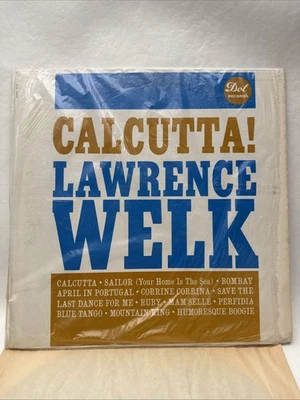 Dot
RECORDS
CALCUTTA!
LAWRENCE
WELK
CALCUTTA • SAILOR (Your Home Is The Sea) • BOMBAY
APRIL IN PORTUGAL • CORRINE CORRINA • SAVE THE
LAST DANCE FOR ME • RUBY • MAM'SELLE • PERFIDIA
BLUE TANGO • MOUNTAIN KING • HUMORESQUE BOOGIE